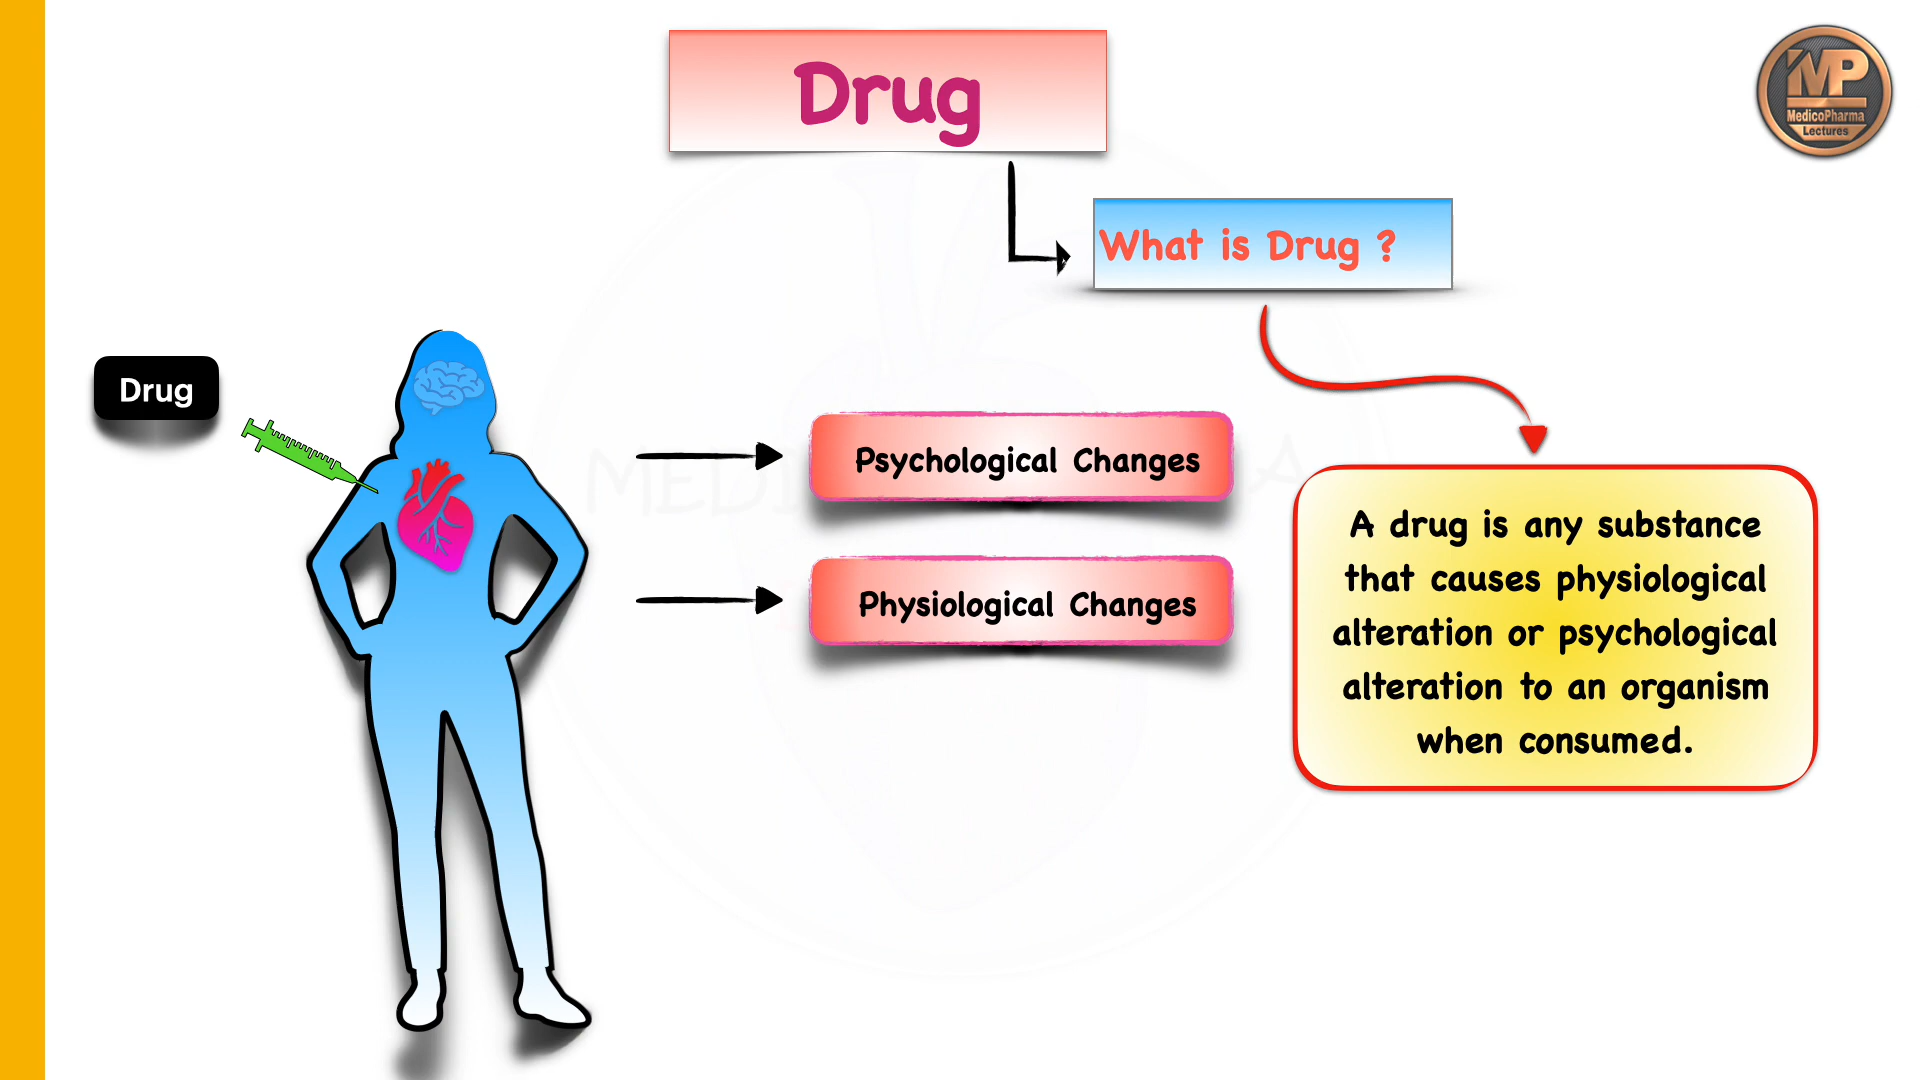 Drug
MP
MedicoPharma
Lectures
What is Drug ?
Drug
Psychological Changes
Physiological Changes
A drug is any substance
that causes physiological
alteration or psychological
alteration to an organism
when consumed.